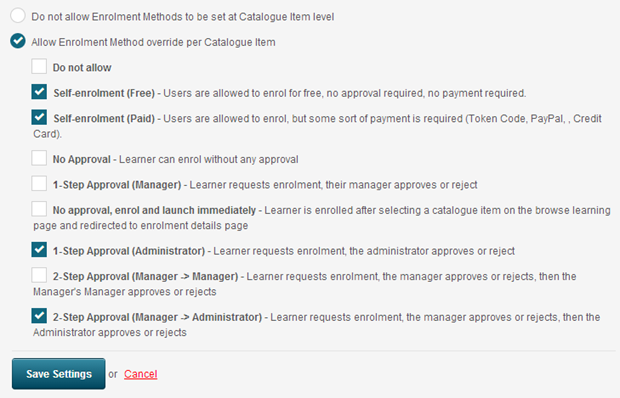 Do not allow Enrolment Methods to be set at Catalogue Item level
Allow Enrolment Method override per Catalogue Item
Do not allow
Self-enrolment (Free) - Users are allowed to enrol for free, no approval required, no payment required.
Self-enrolment (Paid) - Users are allowed to enrol, but some sort of payment is required (Token Code, PayPal, , Credit
Card).
No Approval - Learner can enrol without any approval
1-Step Approval (Manager) - Learner requests enrolment, their manager approves or reject
No approval, enrol and launch immediately - Learner is enrolled after selecting a catalogue item on the browse learning
page and redirected to enrolment details page
1-Step Approval (Administrator) - Learner requests enrolment, the administrator approves or reject
2-Step Approval (Manager -> Manager) - Learner requests enrolment, the manager approves or rejects, then the
Manager's Manager approves or rejects
2-Step Approval (Manager -> Administrator) - Learner requests enrolment, the manager approves or rejects, then the
Administrator approves or rejects
Save Settings or Cancel